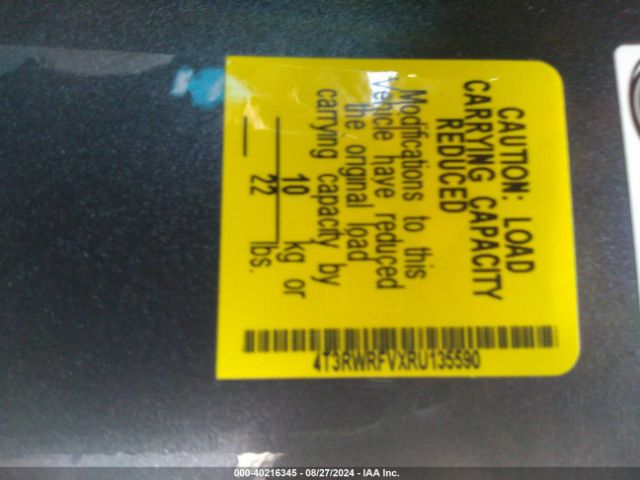 CAUTION: LOAD
CARRYING CAPACITY
REDUCED
Modifications to this
vehicle have reduced
the original load
carrying capacity by
10 kg or
22 lbs.
4T3RWRFVXRU135590
000-40216345 - 08/27/2024 - IAA Inc.